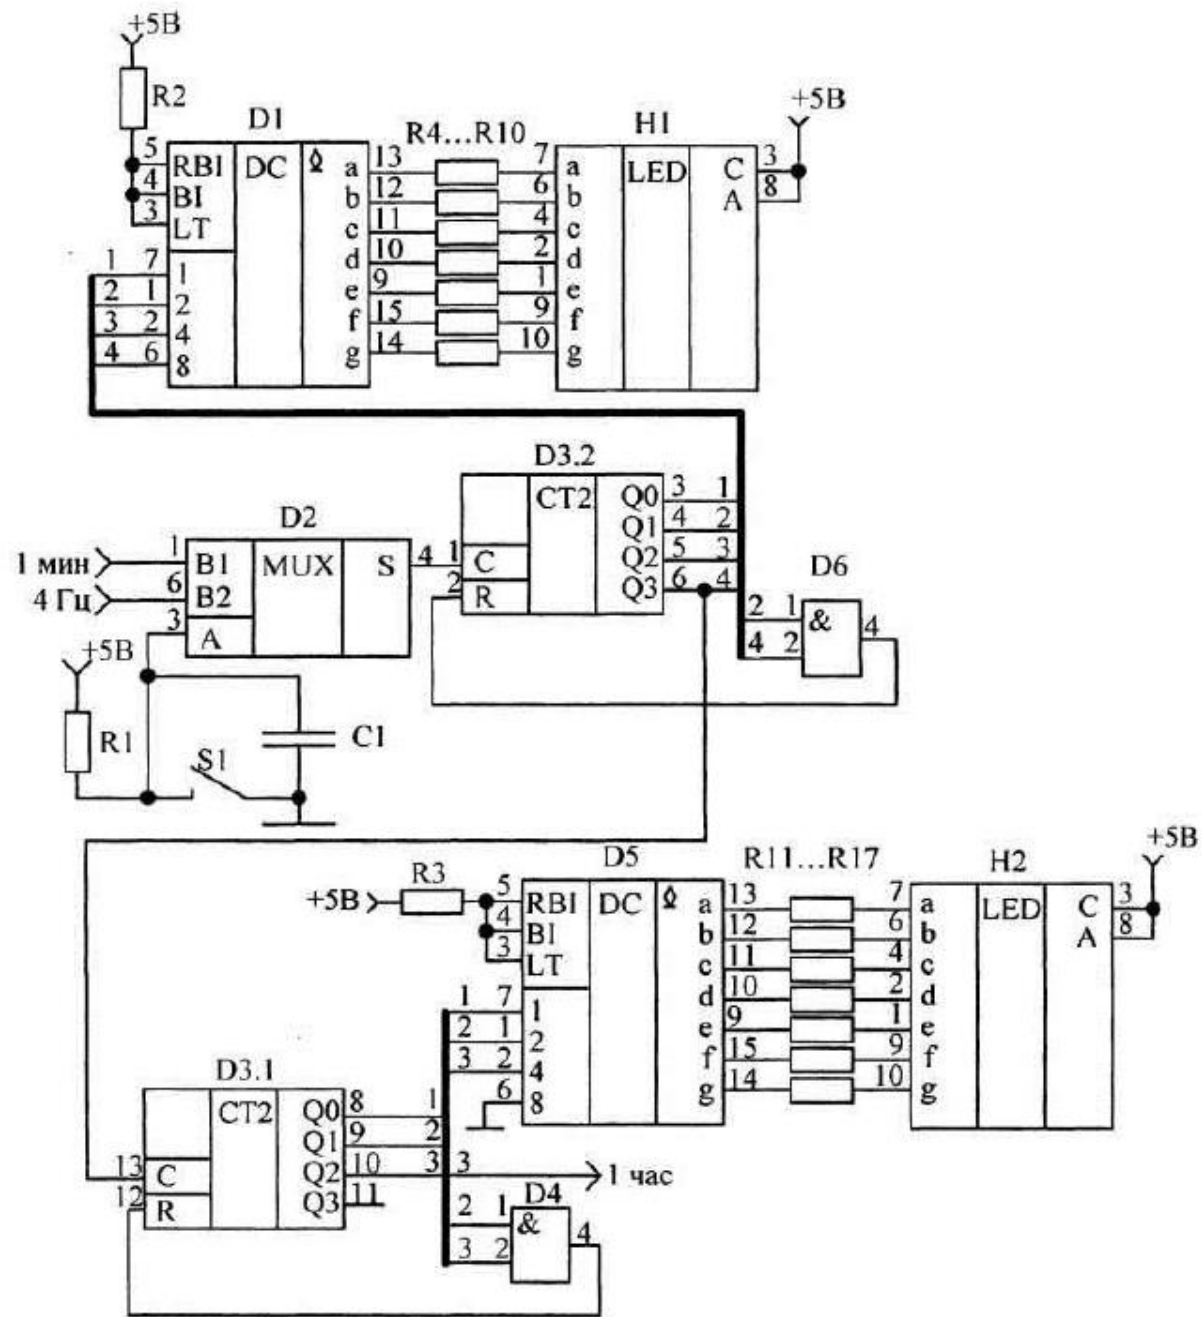 +5В
R2
D1
R4...R10
H1
+5В
5 RBI DC a 13 7 a LED C 3
4 BI b 12 6 b A 8
3 LT c 11 4 c
d 10 2 d
1 7 1 e 9 1 e
2 1 2 f 15 9 f
3 2 4 g 14 10 g
4 6 8
D3.2
CT2 Q0 3 1
Q1 4 2
1 C Q2 5 3
2 R Q3 6 4
D2
1 мин 1 B1 MUX S 4
4 Гц 6 B2
3 A
D6
2 1 & 4
4 2
+5В
R1
S1
C1
D5
R11...R17
H2
+5В
R3
+5В
5 RBI DC a 13 7 a LED C 3
4 BI b 12 6 b A 8
3 LT c 11 4 c
d 10 2 d
1 7 1 e 9 1 e
2 1 2 f 15 9 f
3 2 4 g 14 10 g
6 8
D3.1
CT2 Q0 8 1
Q1 9 2
13 C Q2 10 3 3 1 час
12 R Q3 11
D4
2 1 & 4
3 2